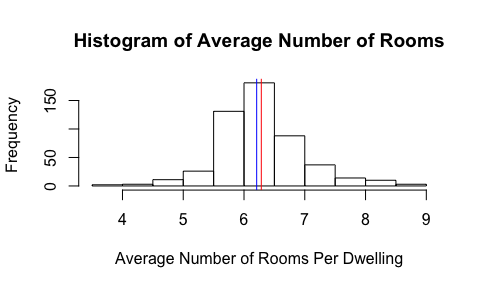 Histogram of Average Number of Rooms
Frequency
150
50
0
4 5 6 7 8 9
Average Number of Rooms Per Dwelling